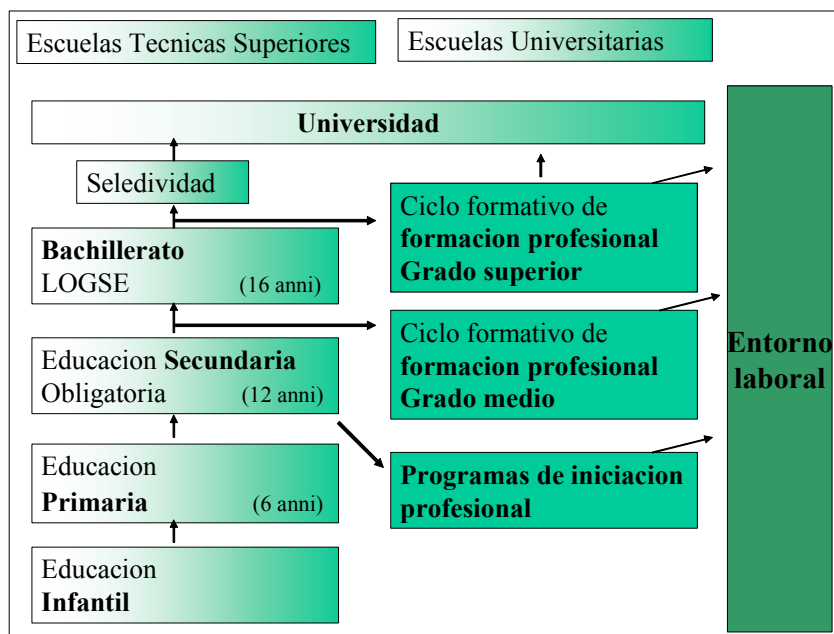 Escuelas Tecnicas Superiores
Escuelas Universitarias
Universidad
Seledividad
Bachillerato
LOGSE (16 anni)
Ciclo formativo de
formacion profesional
Grado superior
Educacion Secundaria
Obligatoria (12 anni)
Ciclo formativo de
formacion profesional
Grado medio
Entorno
laboral
Educacion
Primaria (6 anni)
Programas de iniciacion
profesional
Educacion
Infantil